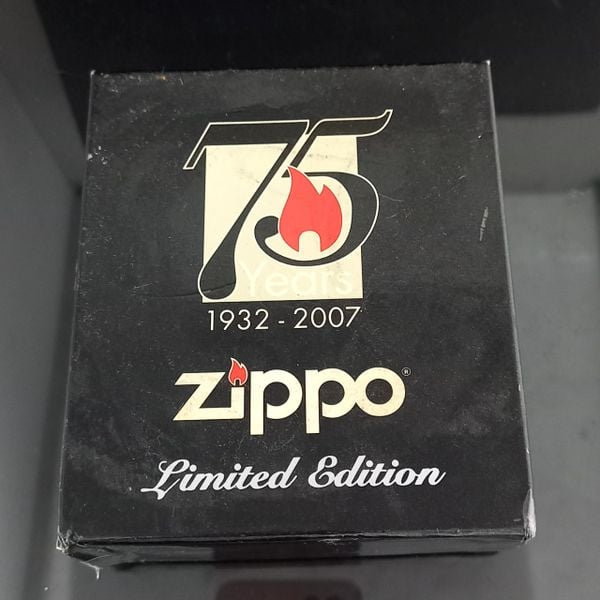 75
Years
1932 - 2007
zippo®
Limited Edition